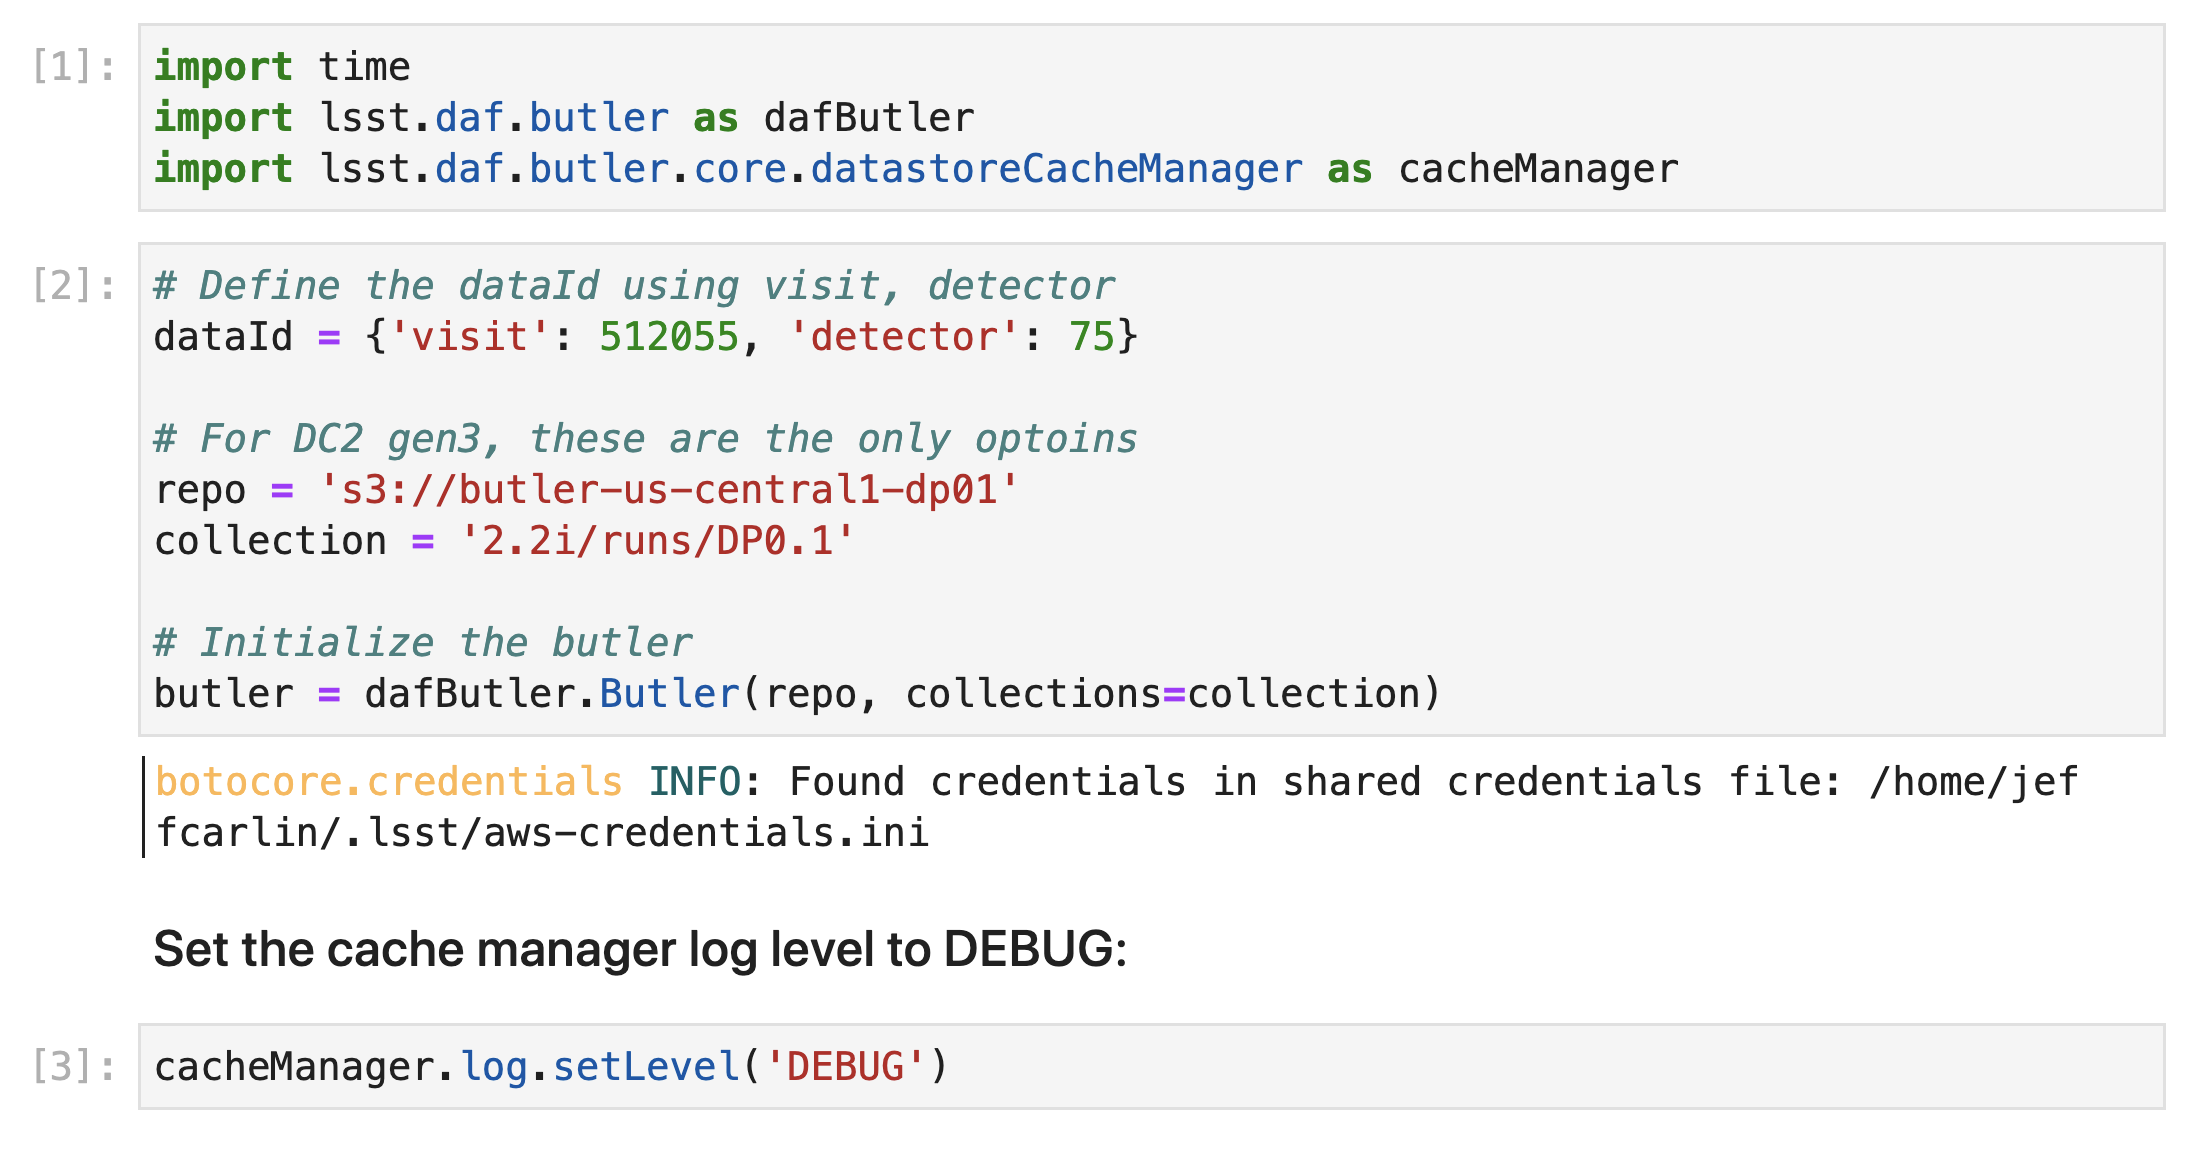 [1]:
import time
import lsst.daf.butler as dafButler
import lsst.daf.butler.core.datastoreCacheManager as cacheManager
[2]:
# Define the dataId using visit, detector
dataId = {'visit': 512055, 'detector': 75}
# For DC2 gen3, these are the only optoins
repo = 's3://butler-us-central1-dp01'
collection = '2.2i/runs/DP0.1'
# Initialize the butler
butler = dafButler.Butler(repo, collections=collection)
botocore.credentials INFO: Found credentials in shared credentials file: /home/jef
fcarlin/.lsst/aws-credentials.ini
Set the cache manager log level to DEBUG:
[3]:
cacheManager.log.setLevel('DEBUG')